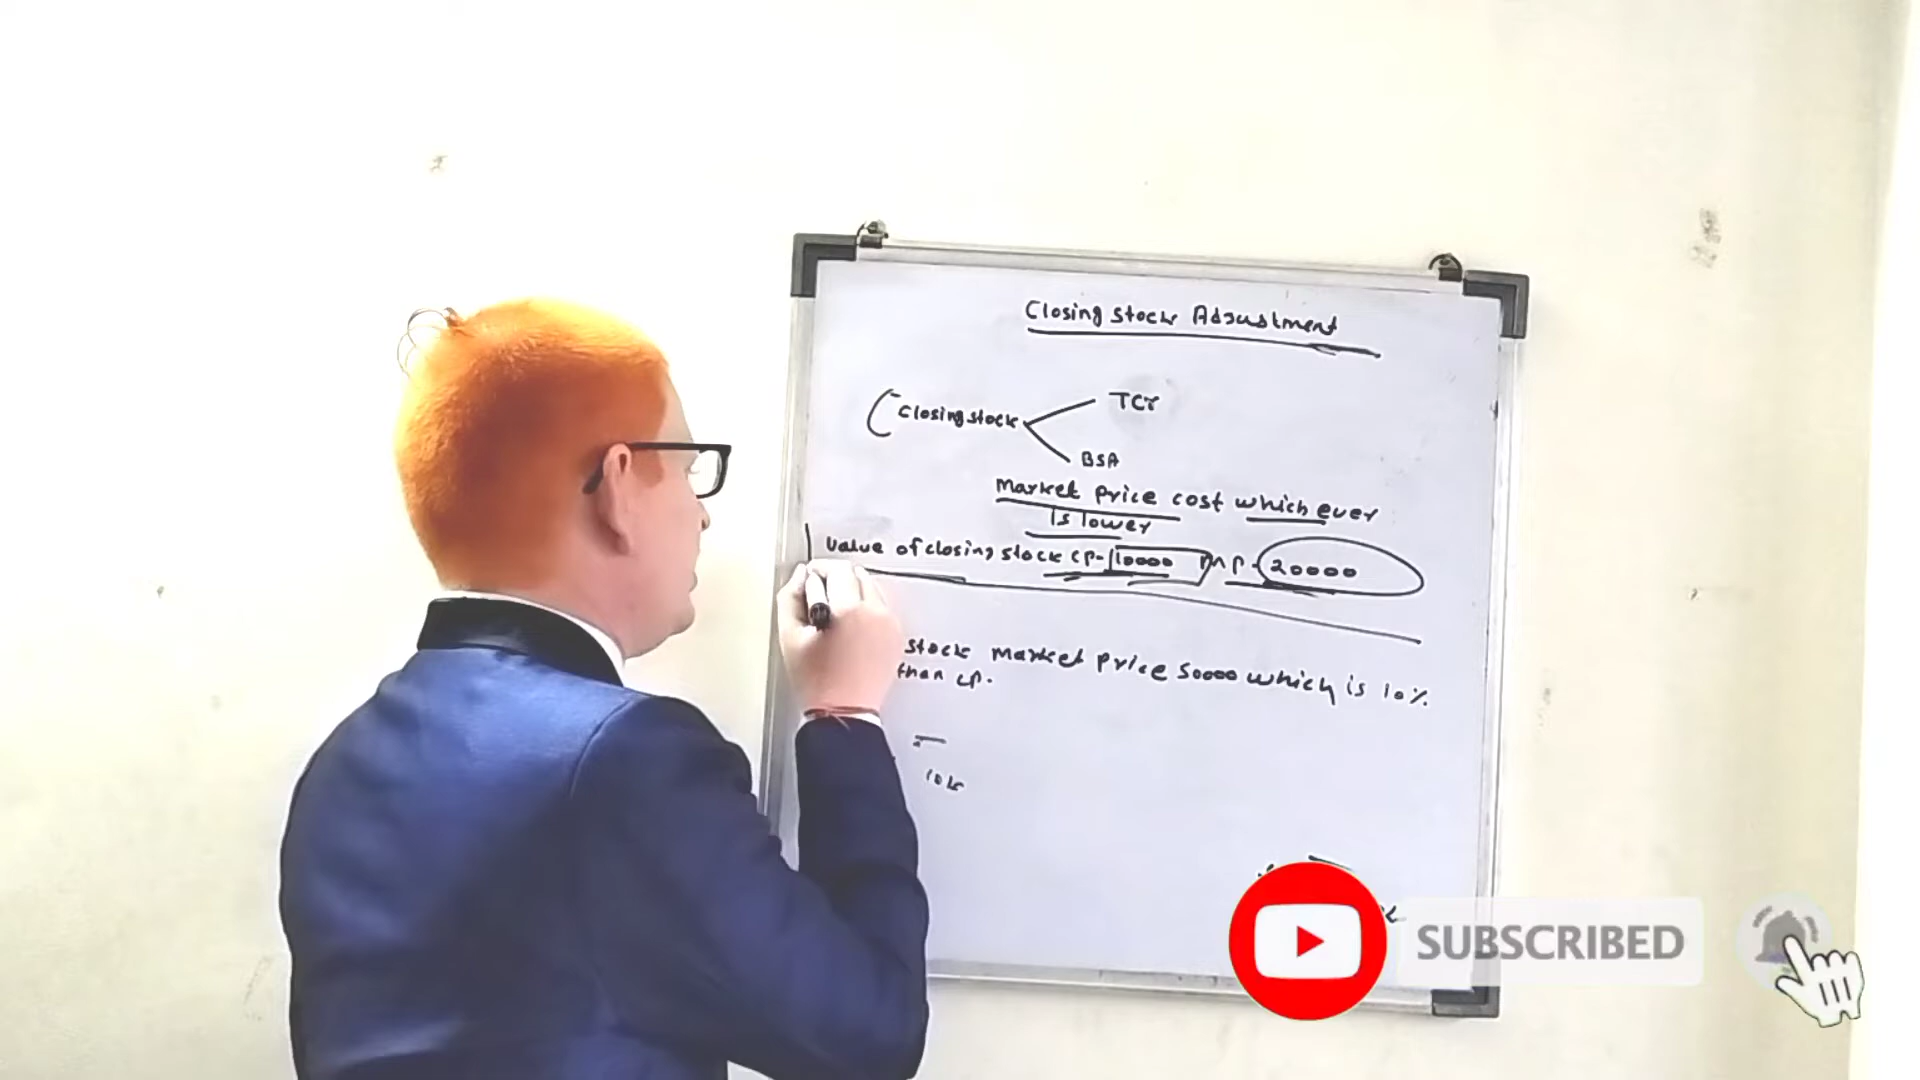 Closing stock Adjustment
Closing stock
TCr
BSA
Market Price cost which ever
Is lower
Value of closing stock CP- 10000 MP- 20000
stock market Price 50000 which is 10%
than CP.
10k
SUBSCRIBED